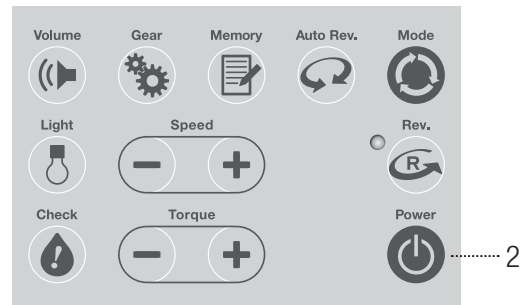 Volume Gear Memory Auto Rev. Mode
Light Speed Rev.
R
Check Torque Power
2